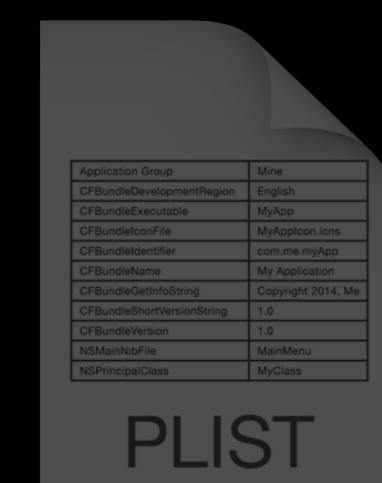 Application Group Mine
CFBundleDevelopmentRegion English
CFBundleExecutable MyApp
CFBundleIconFile MyAppIcon.icns
CFBundleIdentifier com.me.myApp
CFBundleName My Application
CFBundleGetInfoString Copyright 2014, Me
CFBundleShortVersionString 1.0
CFBundleVersion 1.0
NSMainNibFile MainMenu
NSPrincipalClass MyClass
PLIST